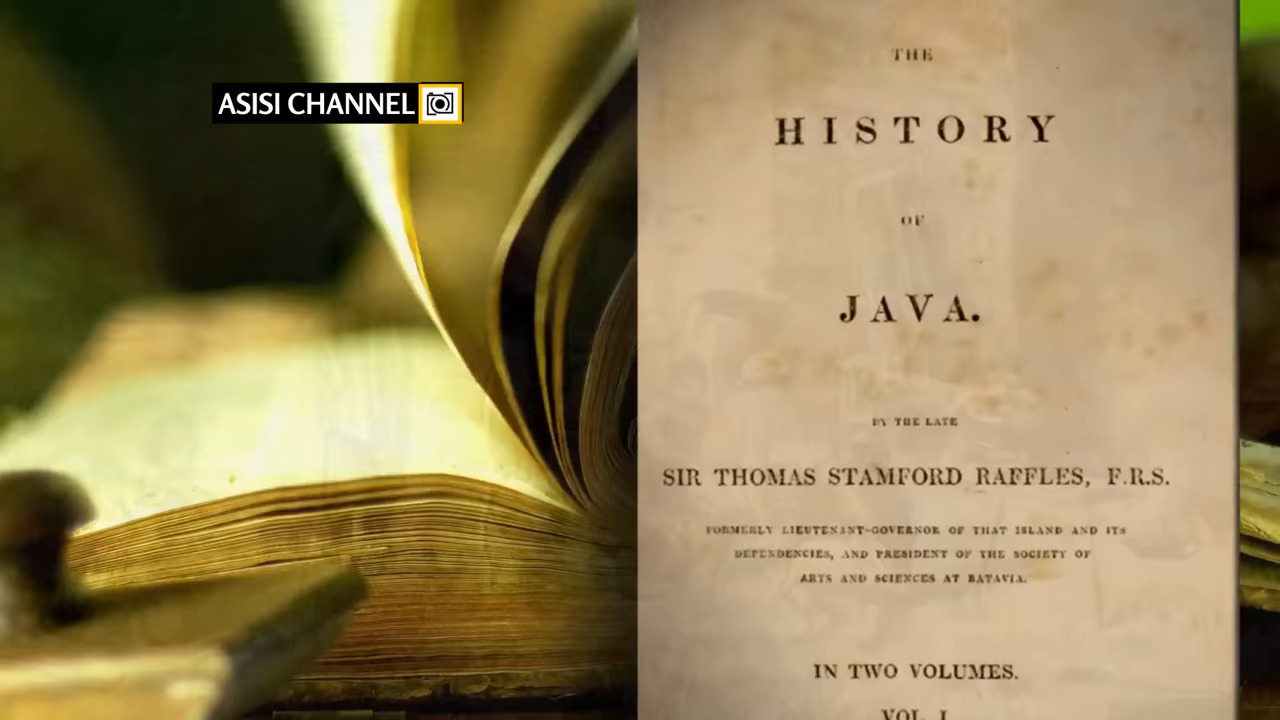 ASISI CHANNEL
THE
HISTORY
OF
JAVA.
BY THE LATE
SIR THOMAS STAMFORD RAFFLES, F.R.S.
FORMERLY LIEUTENANT-GOVERNOR OF THAT ISLAND AND ITS
DEPENDENCIES, AND PRESIDENT OF THE SOCIETY OF
ARTS AND SCIENCES AT BATAVIA.
IN TWO VOLUMES.
VOL. I.